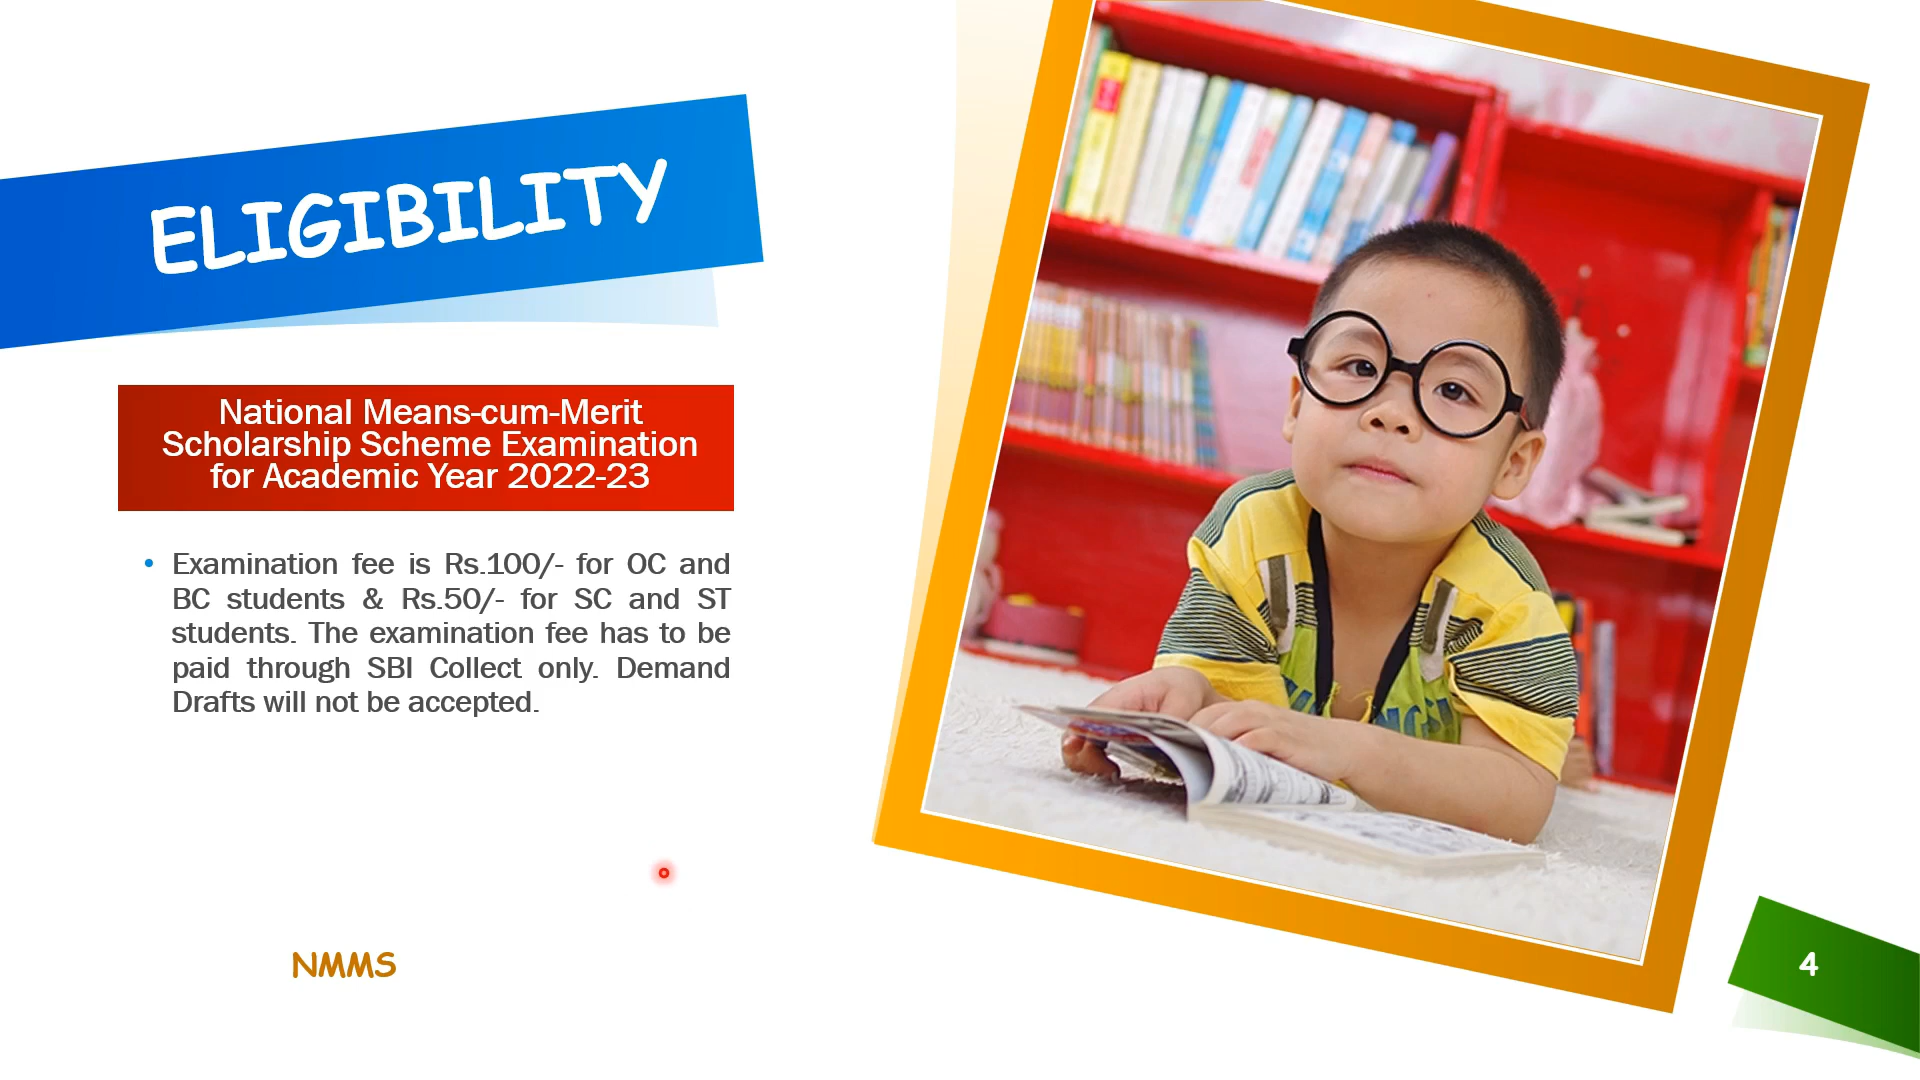 ELIGIBILITY
National Means-cum-Merit
Scholarship Scheme Examination
for Academic Year 2022-23
• Examination fee is Rs.100/- for OC and
BC students & Rs.50/- for SC and ST
students. The examination fee has to be
paid through SBI Collect only. Demand
Drafts will not be accepted.
NMMS
4